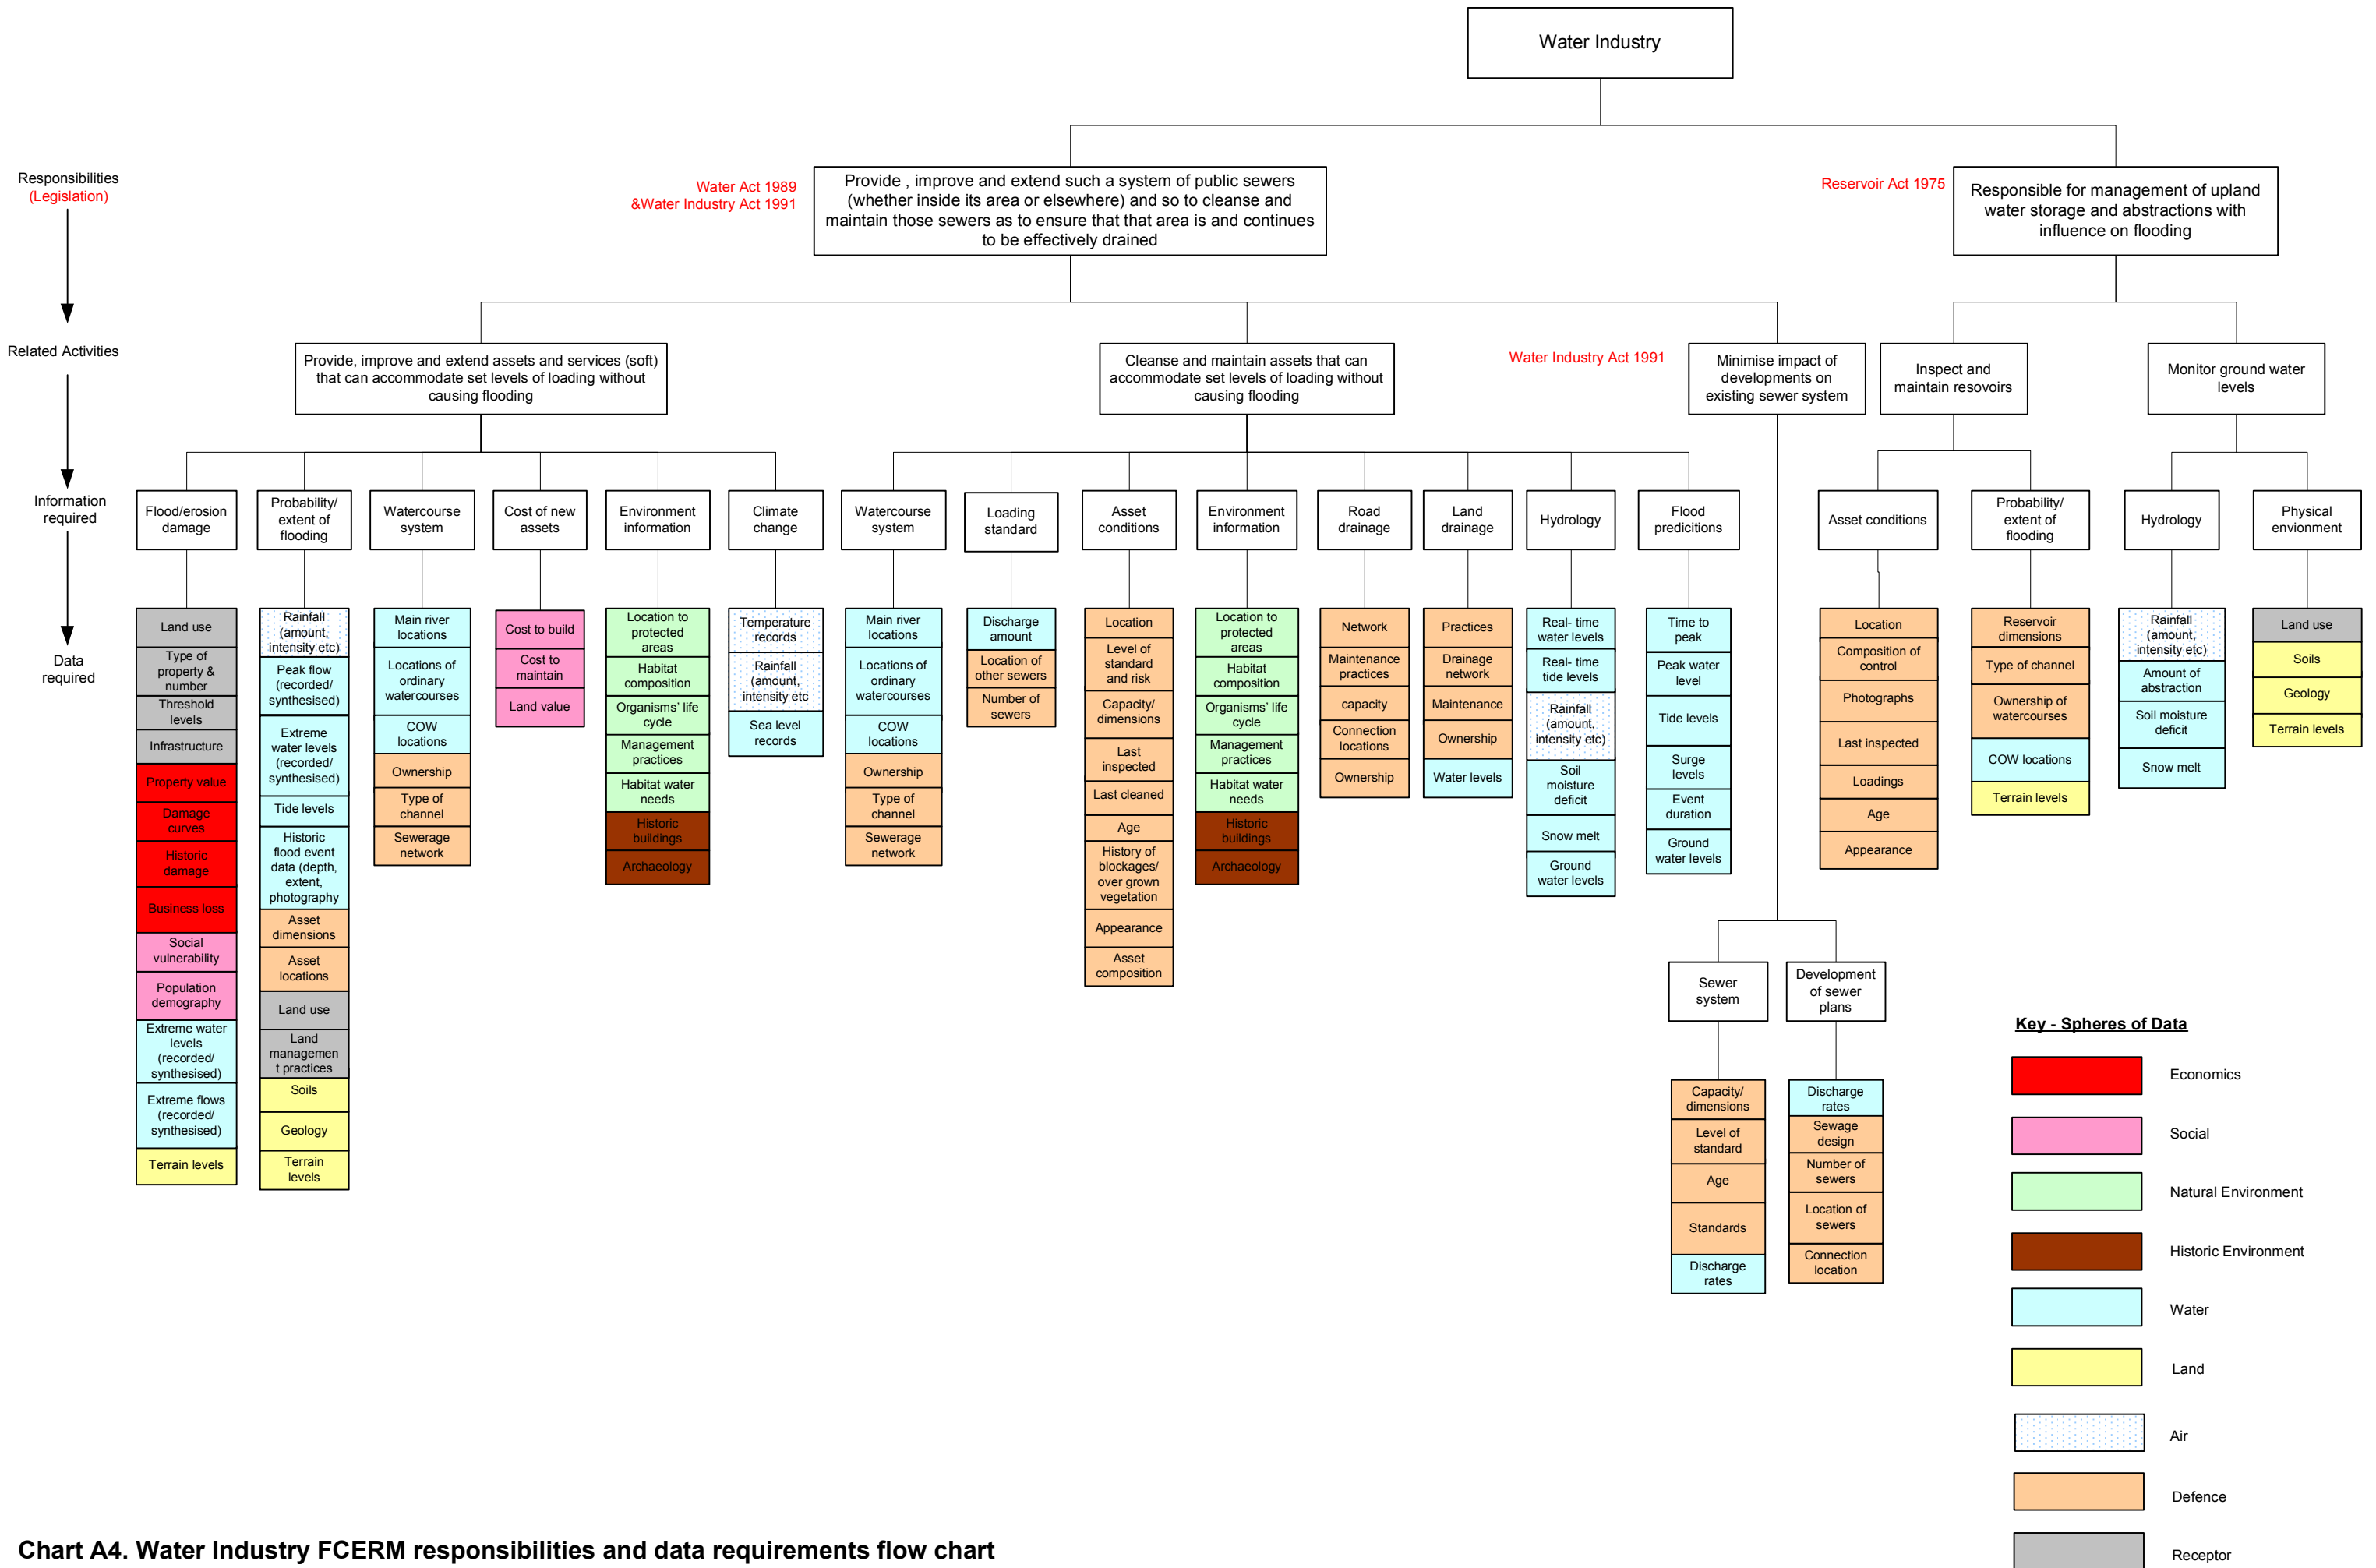 Water Industry
Responsibilities
(Legislation)
Water Act 1989
&Water Industry Act 1991
Provide , improve and extend such a system of public sewers
(whether inside its area or elsewhere) and so to cleanse and
maintain those sewers as to ensure that that area is and continues
to be effectively drained
Reservoir Act 1975
Responsible for management of upland
water storage and abstractions with
influence on flooding
Related Activities
Provide, improve and extend assets and services (soft)
that can accommodate set levels of loading without
causing flooding
Cleanse and maintain assets that can
accommodate set levels of loading without
causing flooding
Water Industry Act 1991
Minimise impact of
developments on
existing sewer system
Inspect and
maintain resovoirs
Monitor ground water
levels
Information
required
Flood/erosion
damage
Probability/
extent of
flooding
Watercourse
system
Cost of new
assets
Environment
information
Climate
change
Watercourse
system
Loading
standard
Asset
conditions
Environment
information
Road
drainage
Land
drainage
Hydrology
Flood
predicitions
Asset conditions
Probability/
extent of
flooding
Hydrology
Physical
envionment
Data
required
Land use
Type of
property &
number
Threshold
levels
Infrastructure
Property value
Damage
curves
Historic
damage
Business loss
Social
vulnerability
Population
demography
Extreme water
levels
(recorded/
synthesised)
Extreme flows
(recorded/
synthesised)
Terrain levels
Rainfall
(amount,
intensity etc)
Peak flow
(recorded/
synthesised)
Extreme
water levels
(recorded/
synthesised)
Tide levels
Historic
flood event
data (depth,
extent,
photography
Asset
dimensions
Asset
locations
Land use
Land
managemen
t practices
Soils
Geology
Terrain
levels
Main river
locations
Locations of
ordinary
watercourses
COW
locations
Ownership
Type of
channel
Sewerage
network
Cost to build
Cost to
maintain
Land value
Location to
protected
areas
Habitat
composition
Organisms' life
cycle
Management
practices
Habitat water
needs
Historic
buildings
Archaeology
Temperature
records
Rainfall
(amount,
intensity etc
Sea level
records
Main river
locations
Locations of
ordinary
watercourses
COW
locations
Ownership
Type of
channel
Sewerage
network
Discharge
amount
Location of
other sewers
Number of
sewers
Location
Level of
standard
and risk
Capacity/
dimensions
Last
inspected
Last cleaned
Age
History of
blockages/
over grown
vegetation
Appearance
Asset
composition
Location to
protected
areas
Habitat
composition
Organisms' life
cycle
Management
practices
Habitat water
needs
Historic
buildings
Archaeology
Network
Maintenance
practices
capacity
Connection
locations
Ownership
Practices
Drainage
network
Maintenance
Ownership
Water levels
Real- time
water levels
Real- time
tide levels
Rainfall
(amount,
intensity etc)
Soil
moisture
deficit
Snow melt
Ground
water levels
Time to
peak
Peak water
level
Tide levels
Surge
levels
Event
duration
Ground
water levels
Location
Composition of
control
Photographs
Last inspected
Loadings
Age
Appearance
Reservoir
dimensions
Type of channel
Ownership of
watercourses
COW locations
Terrain levels
Rainfall
(amount,
intensity etc)
Amount of
abstraction
Soil moisture
deficit
Snow melt
Land use
Soils
Geology
Terrain levels
Sewer
system
Development
of sewer
plans
Capacity/
dimensions
Level of
standard
Age
Standards
Discharge
rates
Discharge
rates
Sewage
design
Number of
sewers
Location of
sewers
Connection
location
Key - Spheres of Data
Economics
Social
Natural Environment
Historic Environment
Water
Land
Air
Defence
Receptor
Chart A4. Water Industry FCERM responsibilities and data requirements flow chart